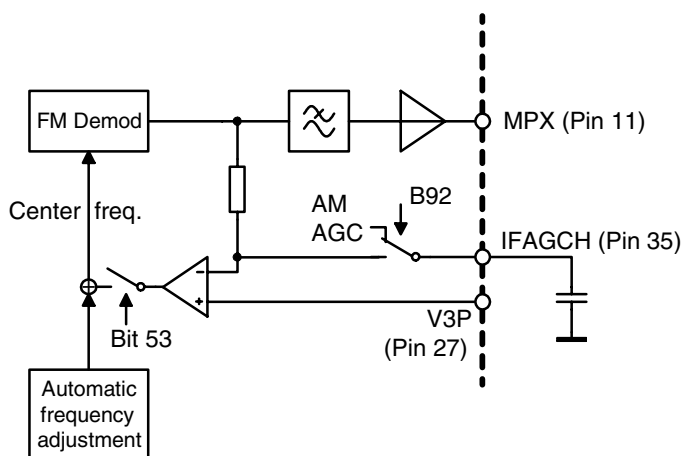 FM Demod
MPX (Pin 11)
B92
Center freq.
AM
AGC
IFAGCH (Pin 35)
-
+
V3P
(Pin 27)
Bit 53
Automatic
frequency
adjustment